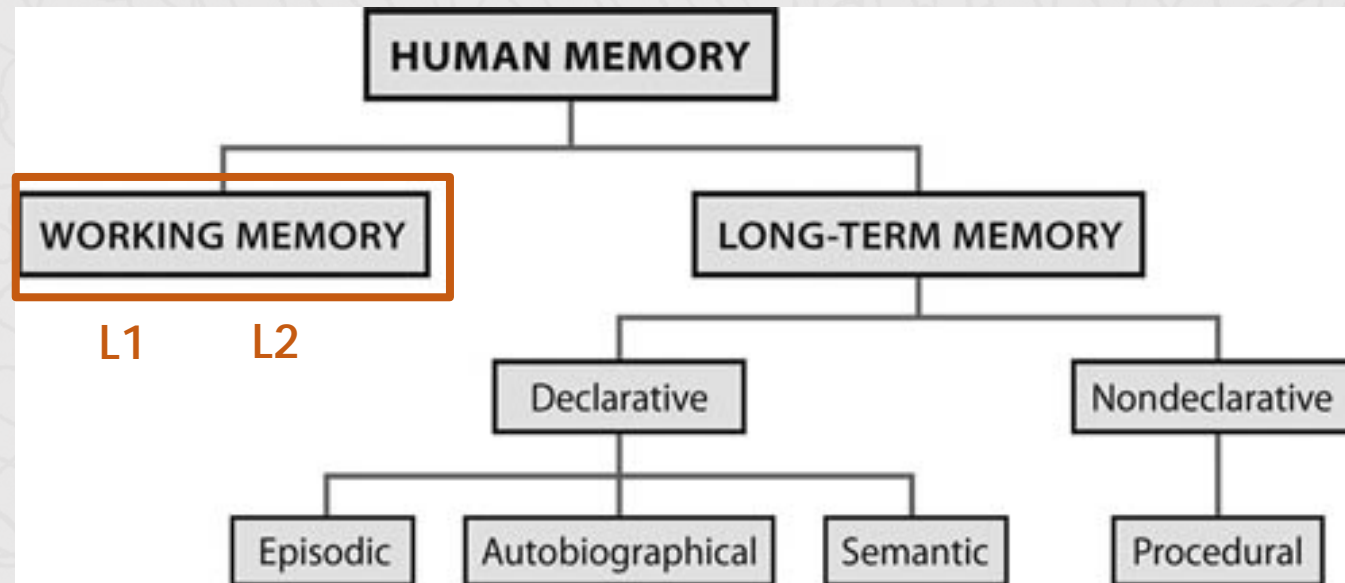 HUMAN MEMORY
WORKING MEMORY
LONG-TERM MEMORY
L1 L2
Declarative
Nondeclarative
Episodic
Autobiographical
Semantic
Procedural